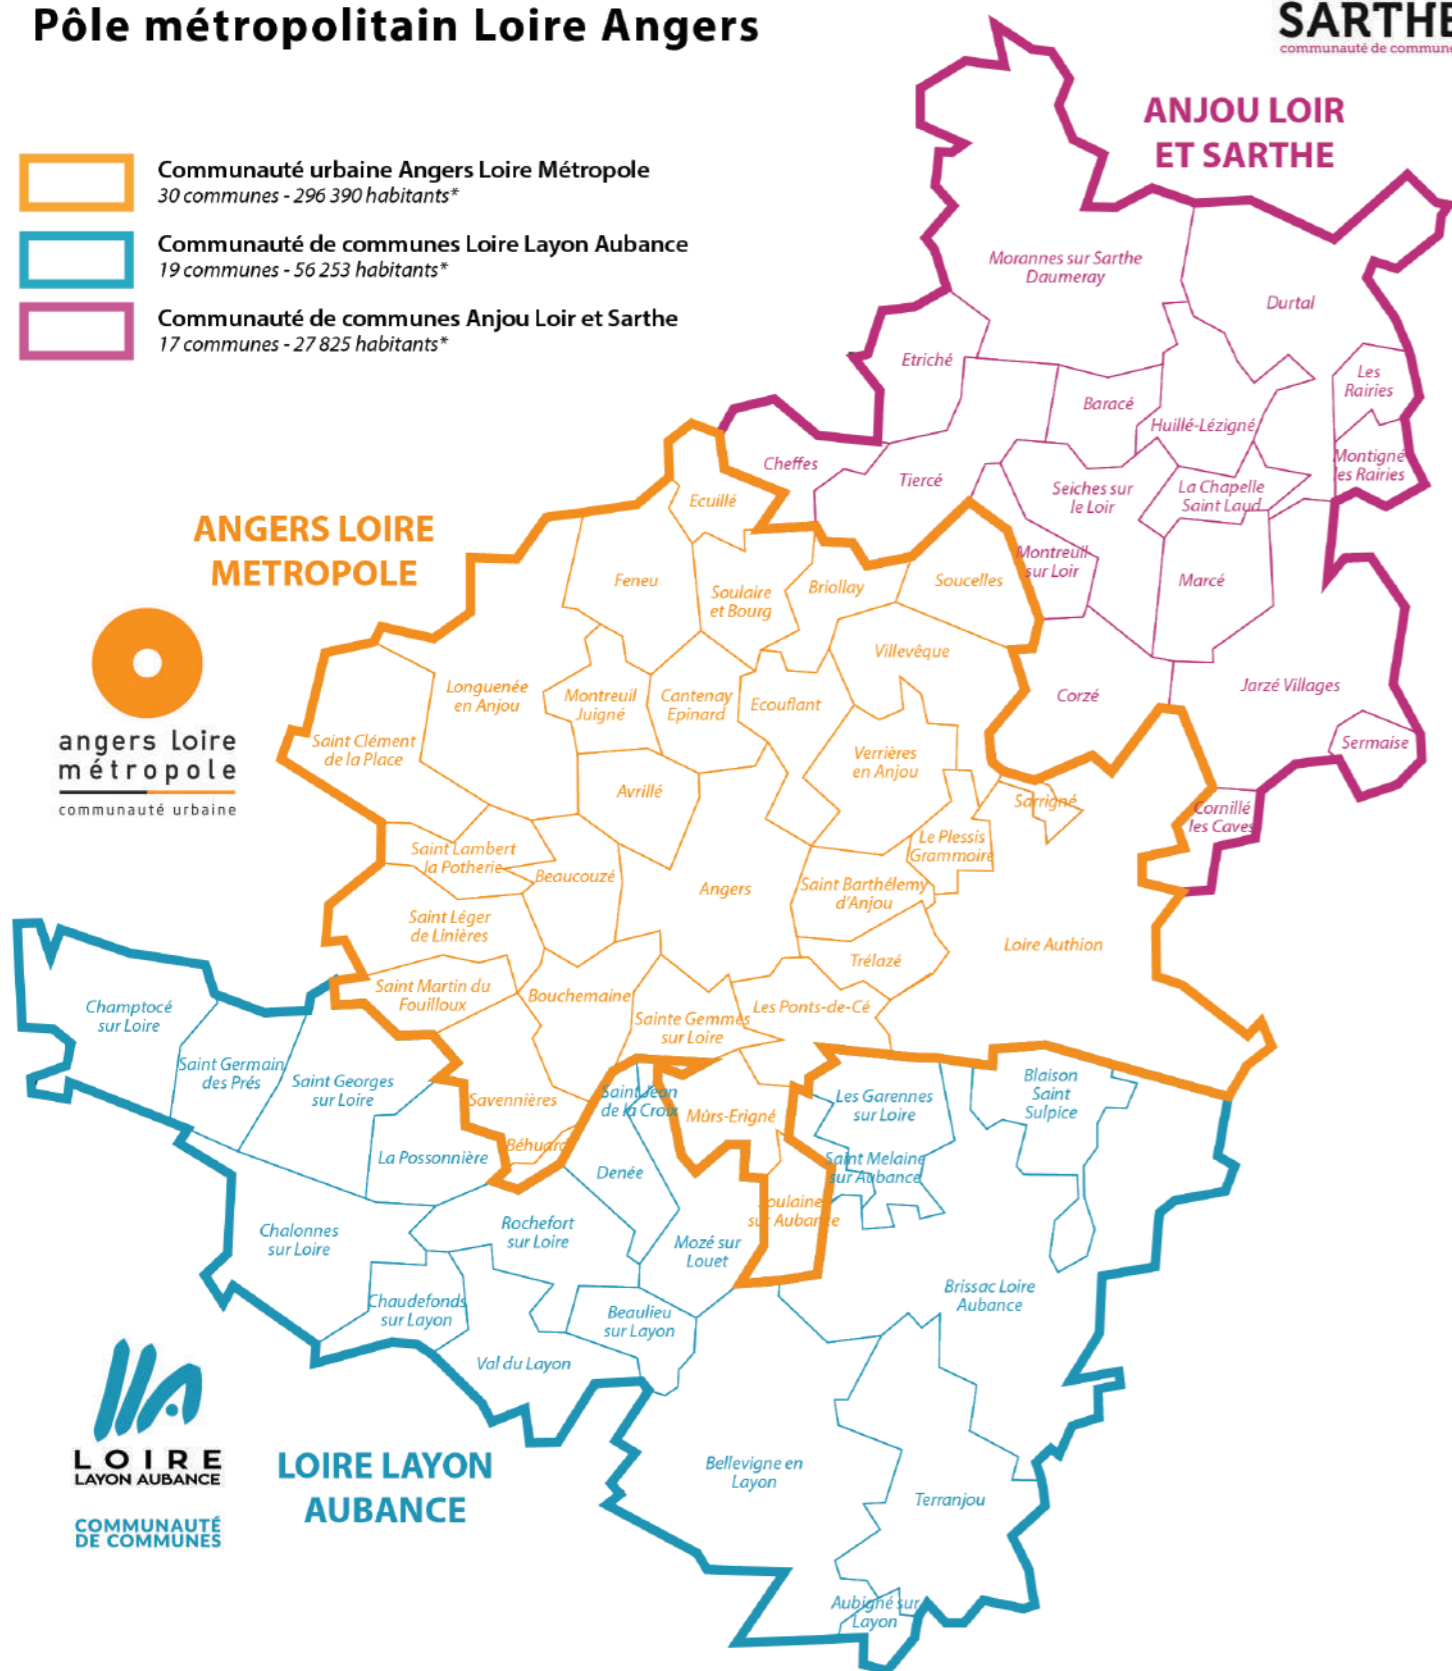 Pôle métropolitain Loire Angers
SARTHE
ANJOU LOIR
ET SARTHE
Communauté urbaine Angers Loire Métropole
30 communes - 296 390 habitants*
Communauté de communes Loire Layon Aubance
19 communes - 56 253 habitants*
Communauté de communes Anjou Loir et Sarthe
17 communes - 27 825 habitants*
Morannes sur Sarthe
Daumeray
Durtal
Etriché
Les
Rairies
Baracé
Huillé-Lézigné
Cheffes
Tiercé
Montigné
les Rairies
Seiches sur
le Loir
La Chapelle
Saint Laud
Montreuil
sur Loir
Marcé
Corzé
Jarzé Villages
Sermaise
Cornillé
les Caves
ANGERS LOIRE
METROPOLE
angers Loire
métropole
communauté urbaine
Ecuillé
Feneu
Soulaire
et Bourg
Briollay
Soucelles
Villevêque
Longuenée
en Anjou
Montreuil
Juigné
Cantenay
Epinard
Ecouflant
Saint Clément
de la Place
Verrières
en Anjou
Avrillé
Sarrigné
Le Plessis
Grammoire
Saint Lambert
la Potherie
Beaucouzé
Angers
Saint Barthélemy
d'Anjou
Saint Léger
de Linières
Loire Authion
Trélazé
Saint Martin du
Fouilloux
Bouchemaine
Les Ponts-de-Cé
Sainte Gemmes
sur Loire
Savennières
Mûrs-Erigné
Béhuard
Soulaines
sur Aubance
Champtocé
sur Loire
Saint Germain
des Prés
Saint Georges
sur Loire
Saint Jean
de la Croix
Les Garennes
sur Loire
Blaison
Saint
Sulpice
La Possonnière
Denée
Saint Melaine
sur Aubance
Chalonnes
sur Loire
Rochefort
sur Loire
Mozé sur
Louet
Brissac Loire
Aubance
Chaudefonds
sur Layon
Beaulieu
sur Layon
Val du Layon
LOIRE
LAYON AUBANCE
COMMUNAUTÉ
DE COMMUNES
LOIRE LAYON
AUBANCE
Bellevigne en
Layon
Terranjou
Aubigné sur
Layon